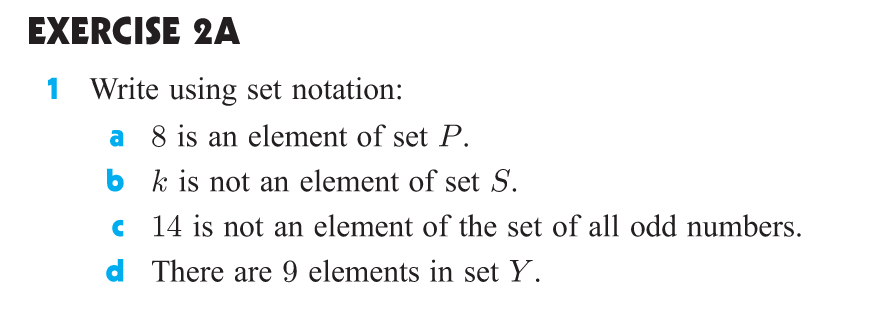 EXERCISE 2A
1 Write using set notation:
a 8 is an element of set P.
b k is not an element of set S.
c 14 is not an element of the set of all odd numbers.
d There are 9 elements in set Y.